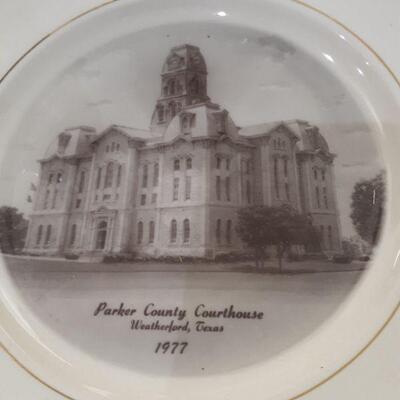 Parker County Courthouse
Weatherford, Texas
1977